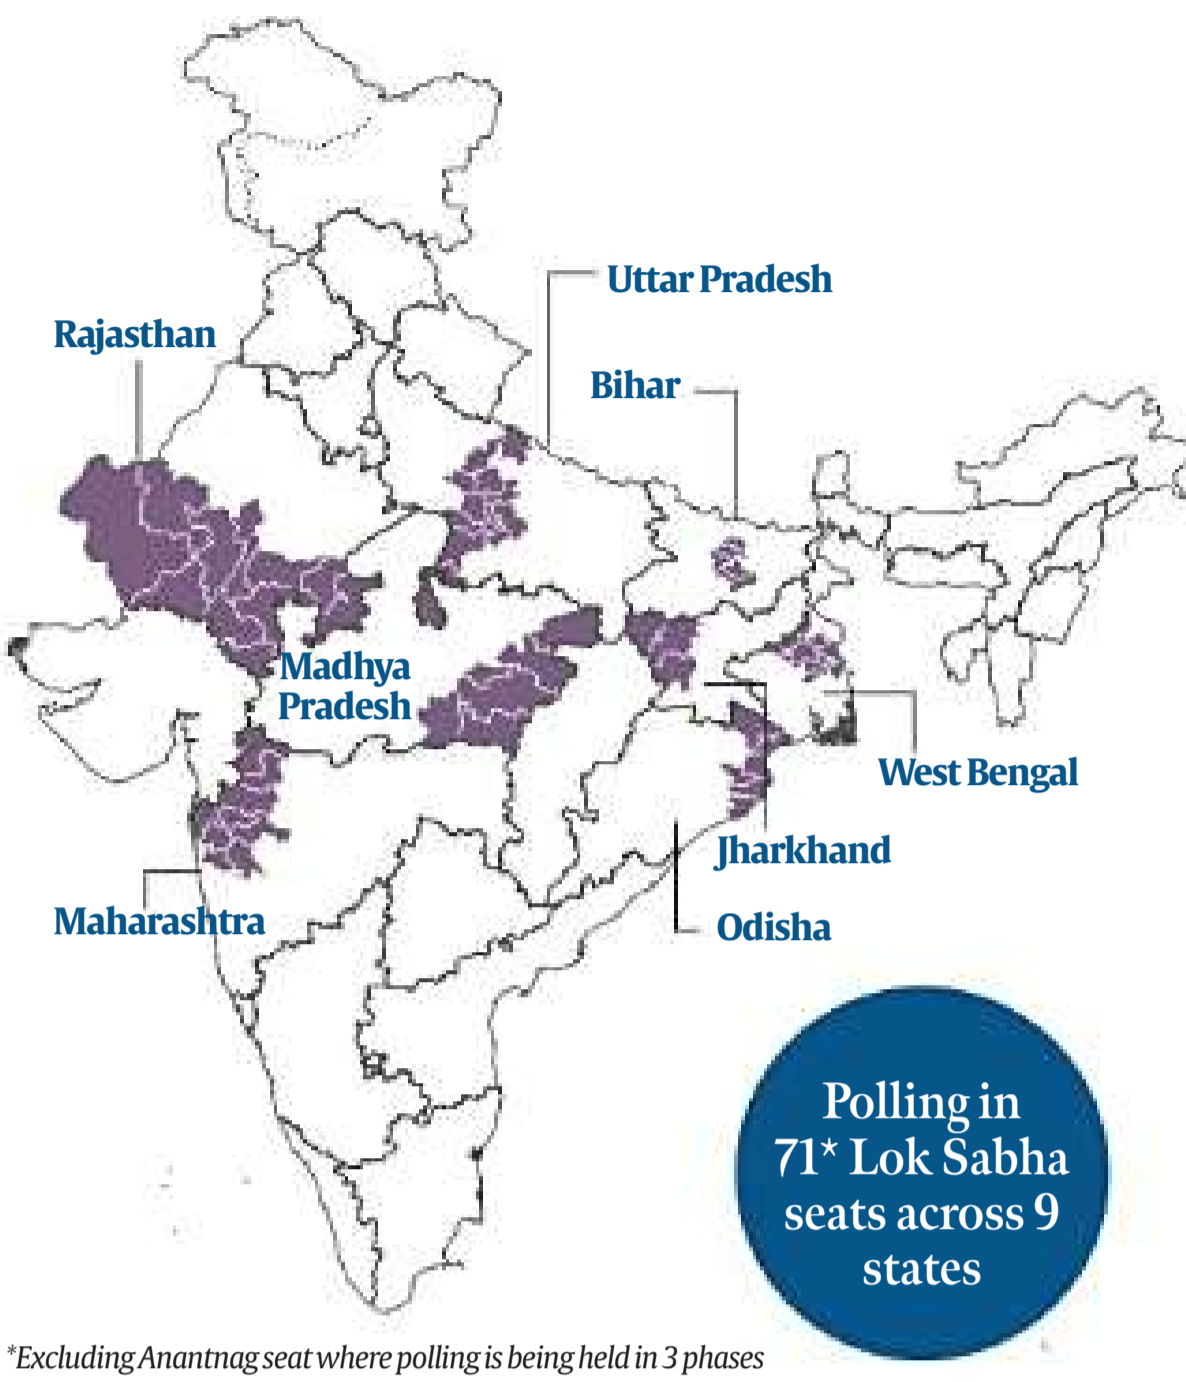 Uttar Pradesh
Rajasthan
Bihar
Madhya
Pradesh
West Bengal
Jharkhand
Maharashtra
Odisha
Polling in
71* Lok Sabha
seats across 9
states
*Excluding Anantnag seat where polling is being held in 3 phases